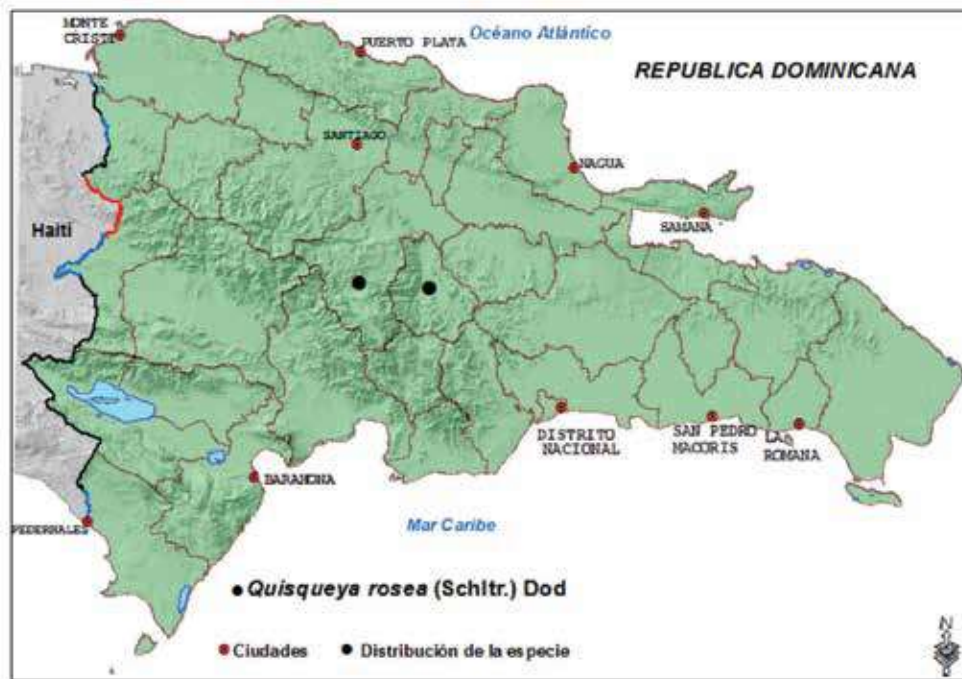 MONTE
CRISTI
PUERTO PLATA
Océano Atlántico
REPUBLICA DOMINICANA
SANTIAGO
NAGUA
SAMANA
Haití
DISTRITO
NACIONAL
SAN PEDRO
MACORIS
LA
ROMANA
BARAHONA
PEDERNALES
Mar Caribe
Quisqueya rosea (Schltr.) Dod
Ciudades
Distribución de la especie
N